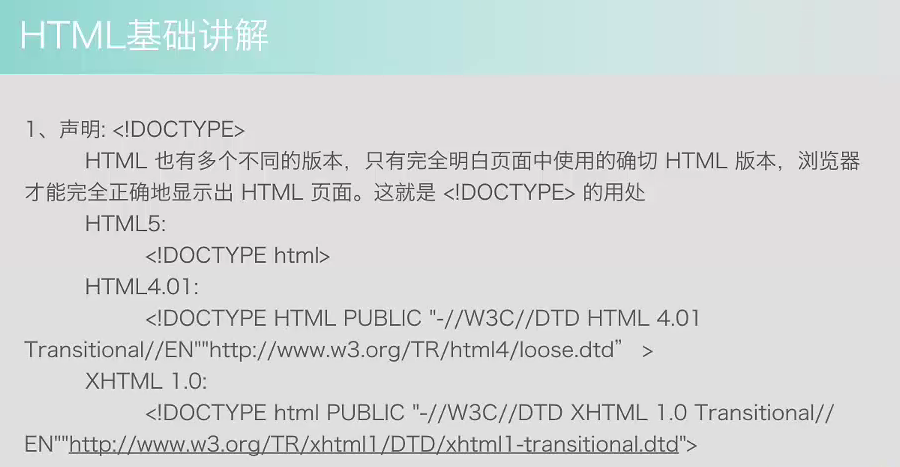 HTML基础讲解
1、声明: <!DOCTYPE>
HTML 也有多个不同的版本，只有完全明白页面中使用的确切 HTML 版本，浏览器
才能完全正确地显示出 HTML 页面。这就是 <!DOCTYPE> 的用处
HTML5:
<!DOCTYPE html>
HTML4.01:
<!DOCTYPE HTML PUBLIC "-//W3C//DTD HTML 4.01
Transitional//EN""http://www.w3.org/TR/html4/loose.dtd” >
XHTML 1.0:
<!DOCTYPE html PUBLIC "-//W3C//DTD XHTML 1.0 Transitional//
EN""http://www.w3.org/TR/xhtml1/DTD/xhtml1-transitional.dtd">